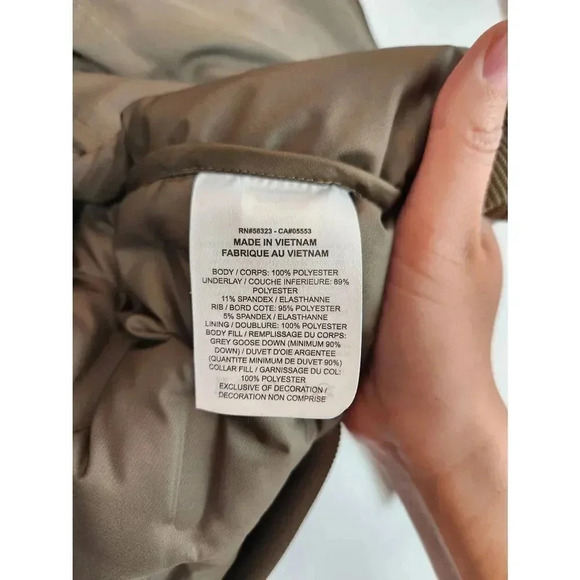 RN#56323 - CA#05553
MADE IN VIETNAM
FABRIQUE AU VIETNAM
BODY / CORPS: 100% POLYESTER
UNDERLAY / COUCHE INFERIEURE: 89%
POLYESTER
11% SPANDEX / ELASTHANNE
RIB / BORD COTE: 95% POLYESTER
5% SPANDEX / ELASTHANNE
LINING / DOUBLURE: 100% POLYESTER
BODY FILL / REMPLISSAGE DU CORPS:
GREY GOOSE DOWN (MINIMUM 90%
DOWN) / DUVET D'OIE ARGENTEE
(QUANTITE MINIMUM DE DUVET 90%)
COLLAR FILL / GARNISSAGE DU COL:
100% POLYESTER
EXCLUSIVE OF DECORATION /
DECORATION NON COMPRISE